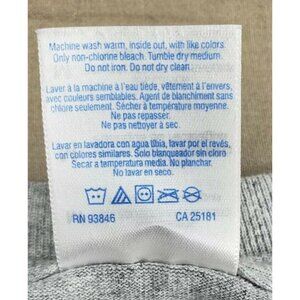 Machine wash warm, inside out, with like colors.
Only non-chlorine bleach. Tumble dry medium.
Do not iron. Do not dry clean.
Laver à la machine à l'eau tiède, vêtement à l'envers,
avec couleurs semblables. Agent de blanchiment sans
chlore seulement. Sécher à température moyenne.
Ne pas repasser.
Ne pas nettoyer à sec.
Lavar en lavadora con agua tibia, lavar por el revés,
con colores similares. Solo blanqueador sin cloro
Secar a temperatura media. No planchar.
No lavar en seco.
RN 93846 CA 25181